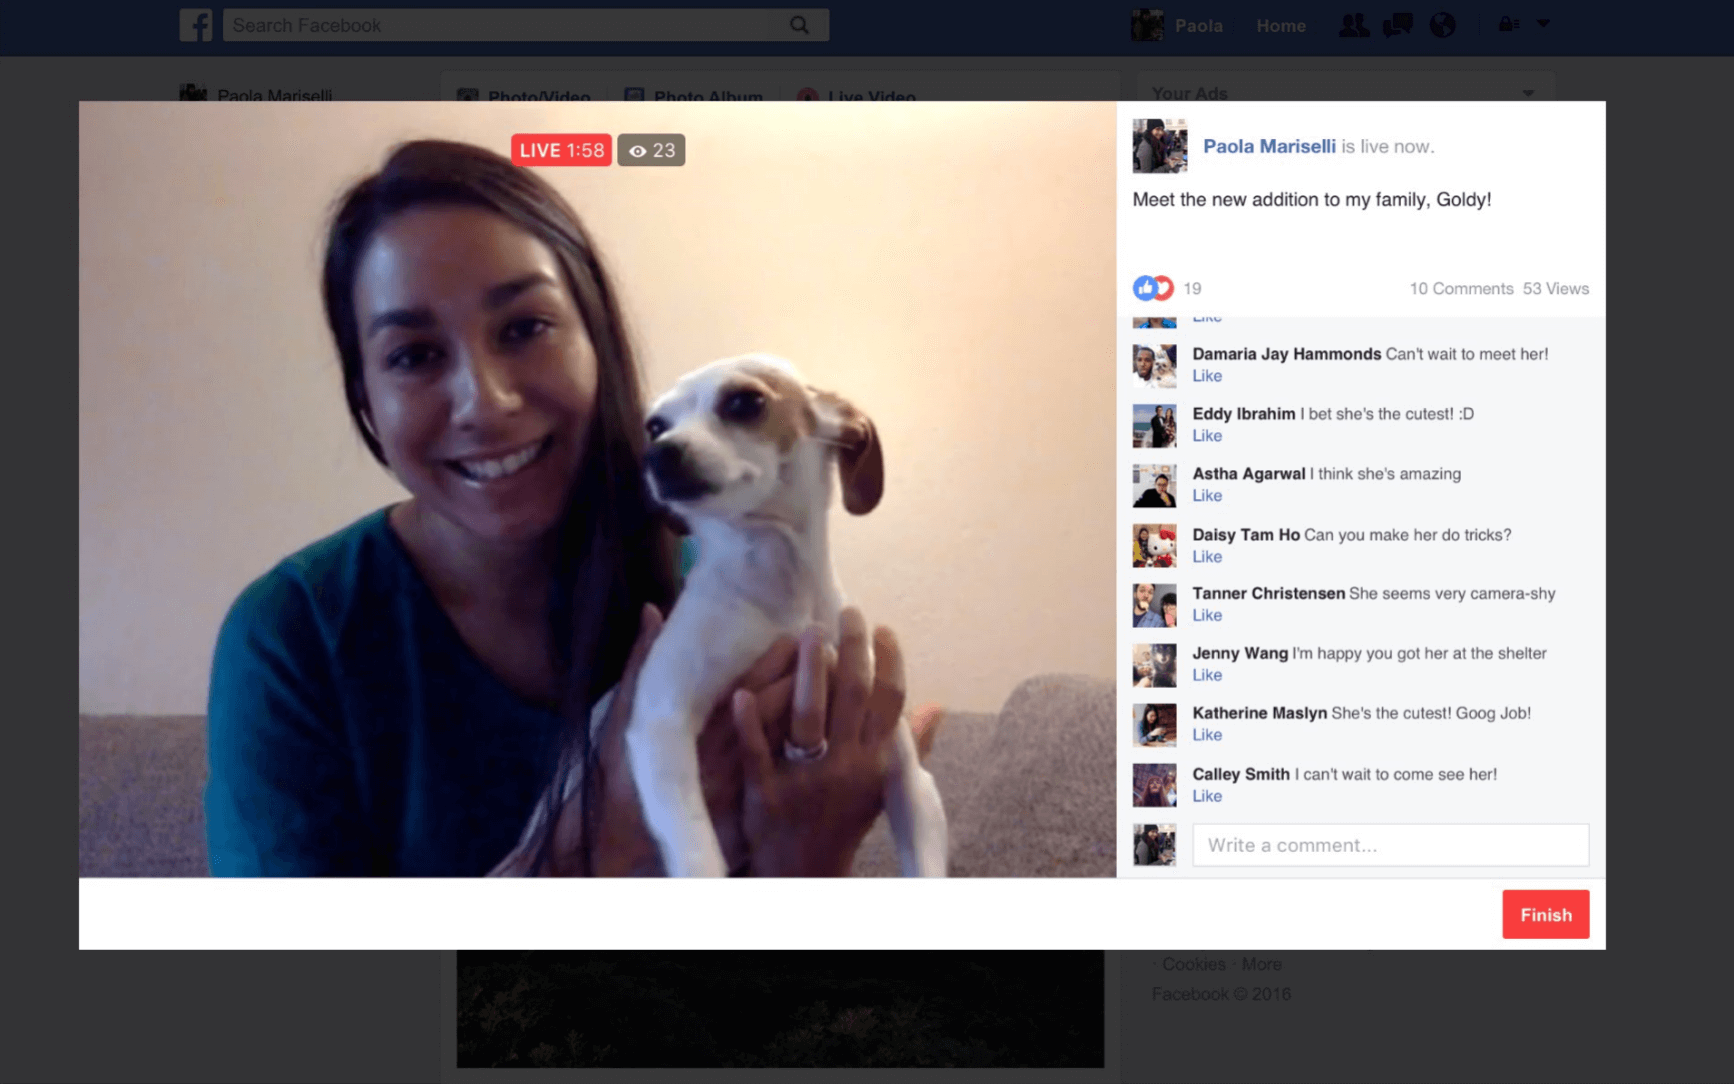 f
Search Facebook
Paola
Home
Paola Mariselli
Photo/Video
Photo Album
Live Video
Your Ads
LIVE 1:58
23
Paola Mariselli is live now.
Meet the new addition to my family, Goldy!
19
10 Comments 53 Views
Like
Damaria Jay Hammonds Can't wait to meet her!
Like
Eddy Ibrahim I bet she's the cutest! :D
Like
Astha Agarwal I think she's amazing
Like
Daisy Tam Ho Can you make her do tricks?
Like
Tanner Christensen She seems very camera-shy
Like
Jenny Wang I'm happy you got her at the shelter
Like
Katherine Maslyn She's the cutest! Goog Job!
Like
Calley Smith I can't wait to come see her!
Like
Write a comment...
Finish
· Cookies · More
Facebook © 2016